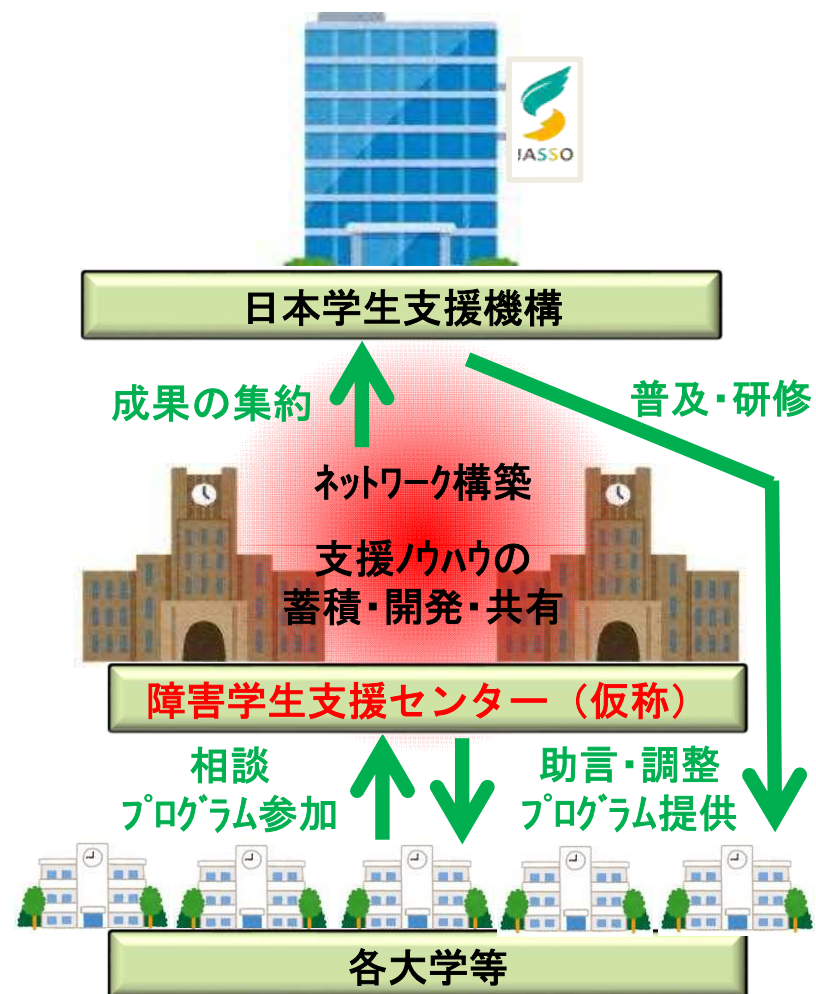 JASSO
日本学生支援機構
成果の集約
普及・研修
ﾈｯﾄﾜｰｸ構築
支援ﾉｳﾊｳの
蓄積・開発・共有
障害学生支援センター（仮称）
相談
ﾌﾟﾛｸﾞﾗﾑ参加
助言・調整
ﾌﾟﾛｸﾞﾗﾑ提供
各大学等